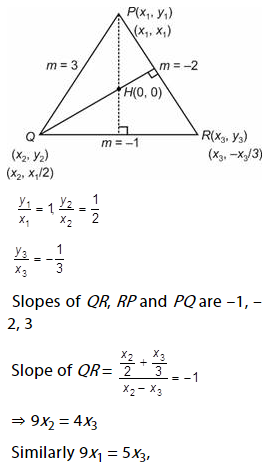 P(x₁, y₁)
(x₁, x₁)
m = 3
m = −2
H(0, 0)
Q
R(x₃, y₃)
m = −1
(x₂, y₂)
(x₃, −x₃/3)
(x₂, x₁/2)
y₁/x₁ = 1, y₂/x₂ = 1/2
y₃/x₃ = −1/3
Slopes of QR, RP and PQ are −1, −
2, 3
Slope of QR = (x₂/2 + x₃/3)/(x₂ − x₃) = −1
⇒ 9x₂ = 4x₃
Similarly 9x₁ = 5x₃,